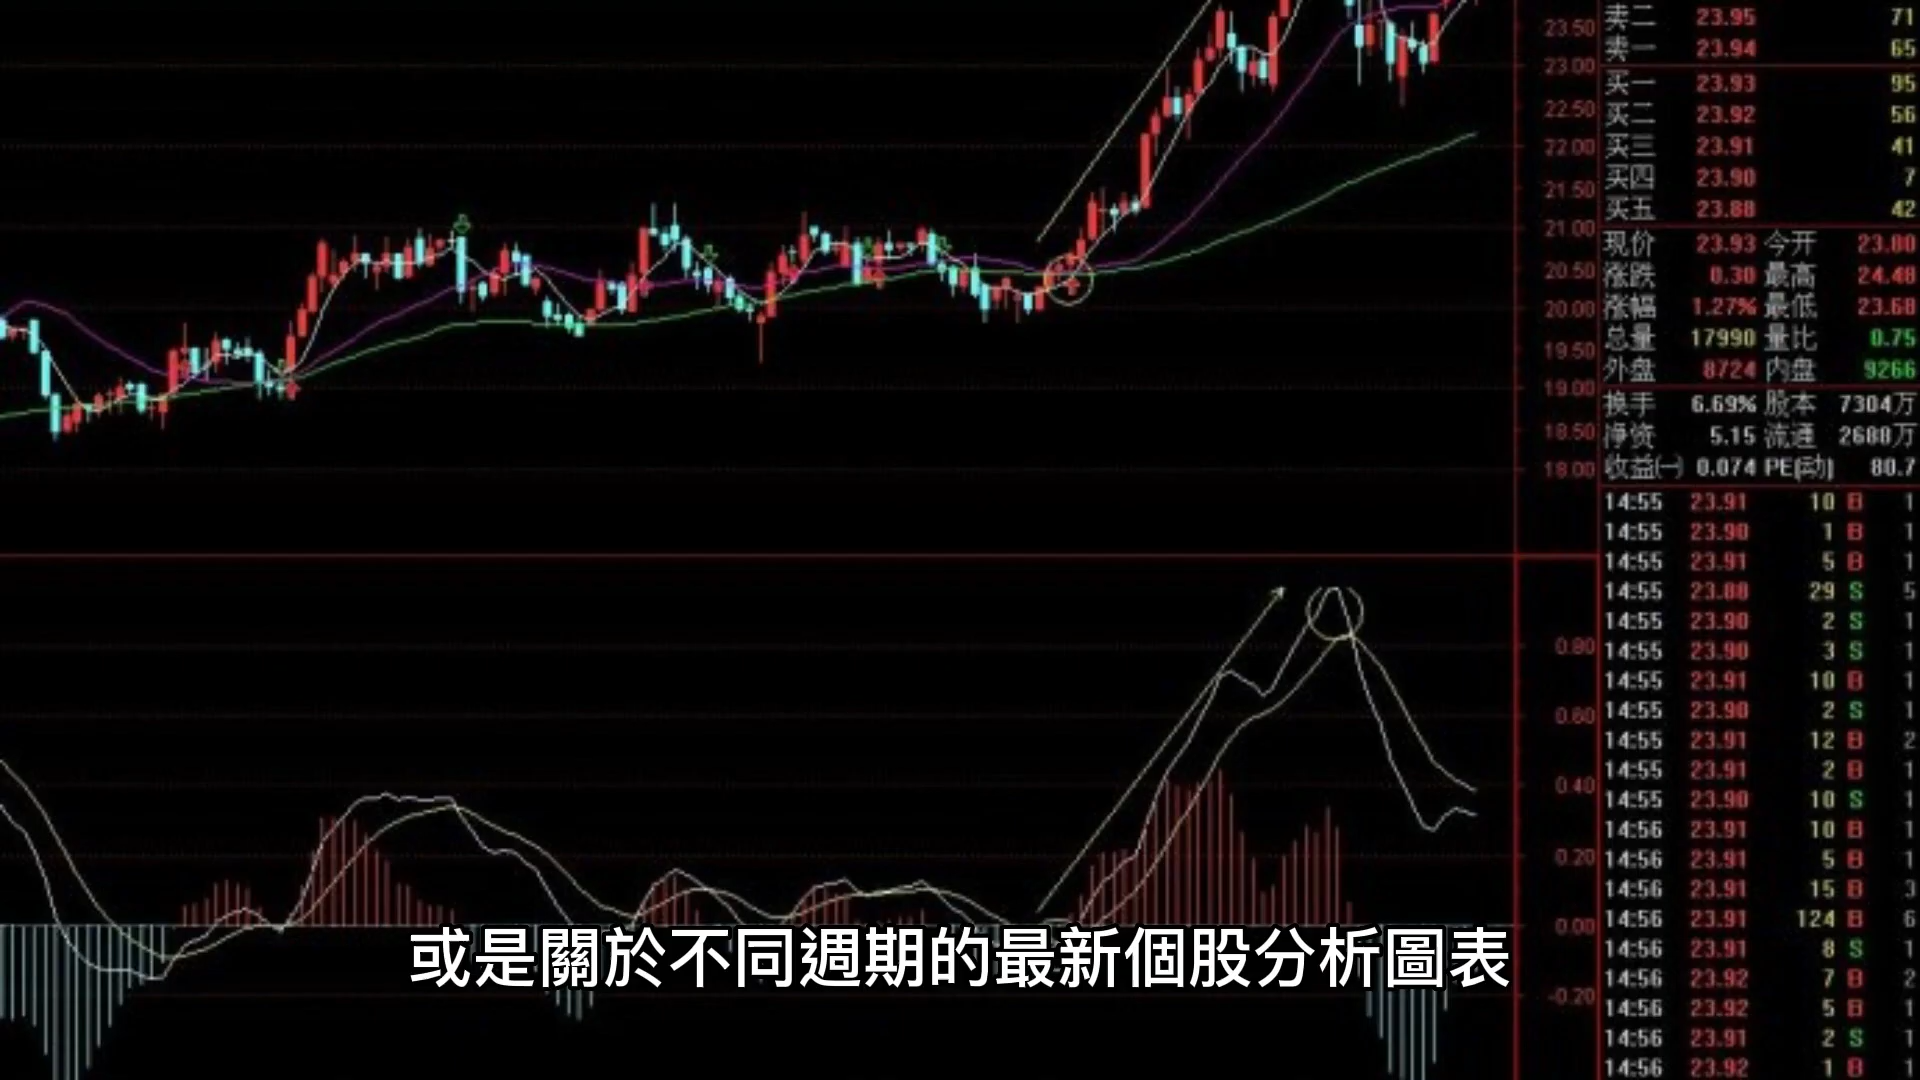 卖二 23.95 71
卖一 23.94 65
买一 23.93 95
买二 23.92 56
买三 23.91 41
买四 23.90 7
买五 23.88 42
现价 23.93 今开 23.80
涨跌 0.30 最高 24.48
涨幅 1.27% 最低 23.68
总量 17990 量比 0.75
外盘 8724 内盘 9266
换手 6.69% 股本 7304万
净资 5.15 流通 2688万
收益(一) 0.074 PE(动) 80.7
14:55 23.91 10 B 1
14:55 23.90 1 B 1
14:55 23.91 5 B 1
14:55 23.88 29 S 5
14:55 23.90 2 S 1
14:55 23.90 3 S 1
14:55 23.91 10 B 1
14:55 23.90 2 S 1
14:55 23.91 12 B 2
14:55 23.91 2 B 1
14:55 23.90 10 S 1
14:56 23.91 10 B 1
14:56 23.91 5 B 1
14:56 23.91 15 B 3
14:56 23.91 124 B 6
14:56 23.91 8 S 1
14:56 23.92 7 B 2
14:56 23.92 5 B 1
14:56 23.91 2 S 1
14:56 23.92 1 B 1
23.50
23.00
22.50
22.00
21.50
21.00
20.50
20.00
19.50
19.00
18.50
18.00
0.80
0.60
0.40
0.20
0.00
-0.20
或是關於不同週期的最新個股分析圖表